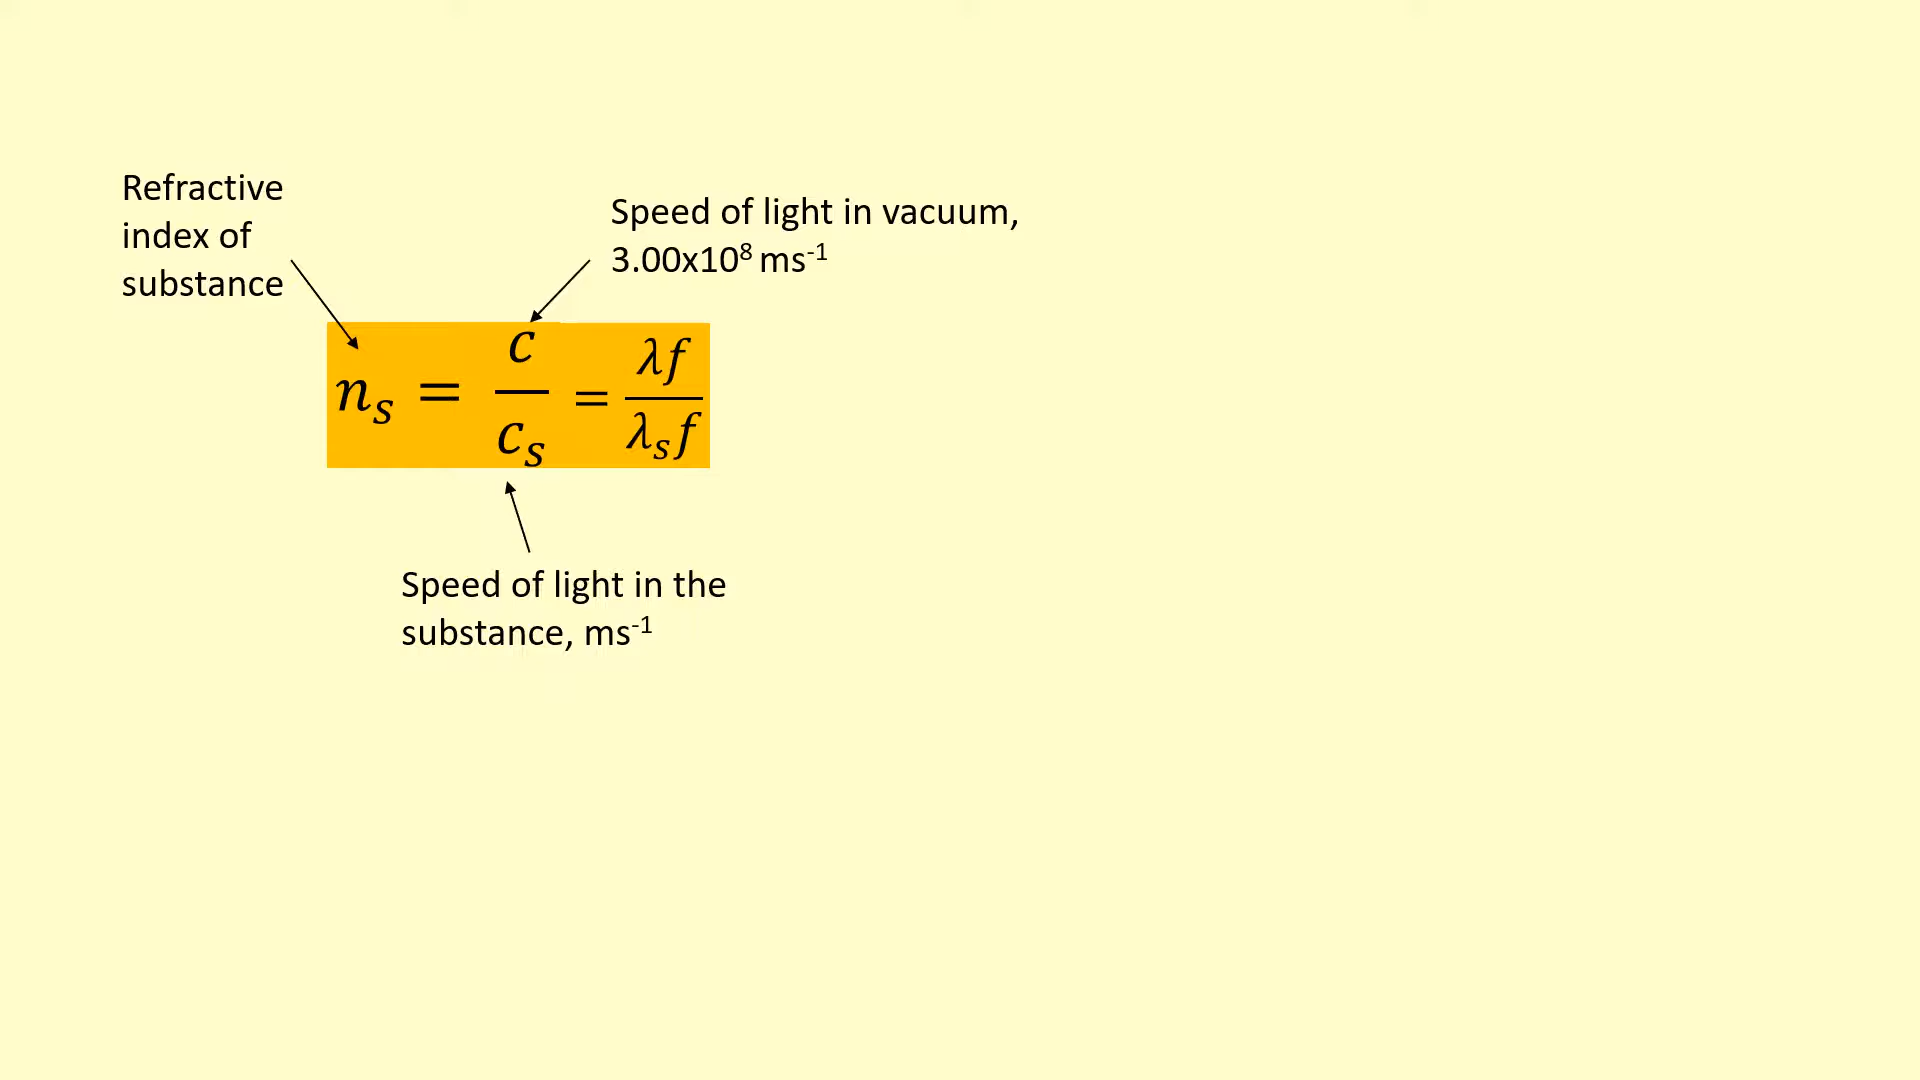 Refractive
index of
substance
Speed of light in vacuum,
3.00x10⁸ ms⁻¹
nₛ = c/cₛ = λf/λₛf
Speed of light in the
substance, ms⁻¹